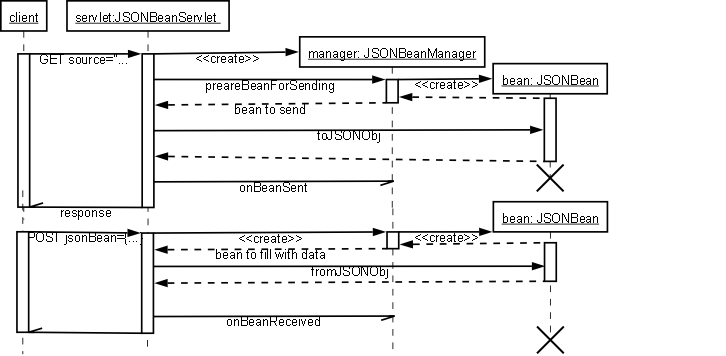 client
servlet:JSONBeanServlet
manager: JSONBeanManager
GET source="...
<<create>>
bean: JSONBean
preareBeanForSending
<<create>>
bean to send
toJSONObj
onBeanSent
response
bean: JSONBean
POST jsonBean={...
<<create>>
<<create>>
bean to fill with data
fromJSONObj
onBeanReceived